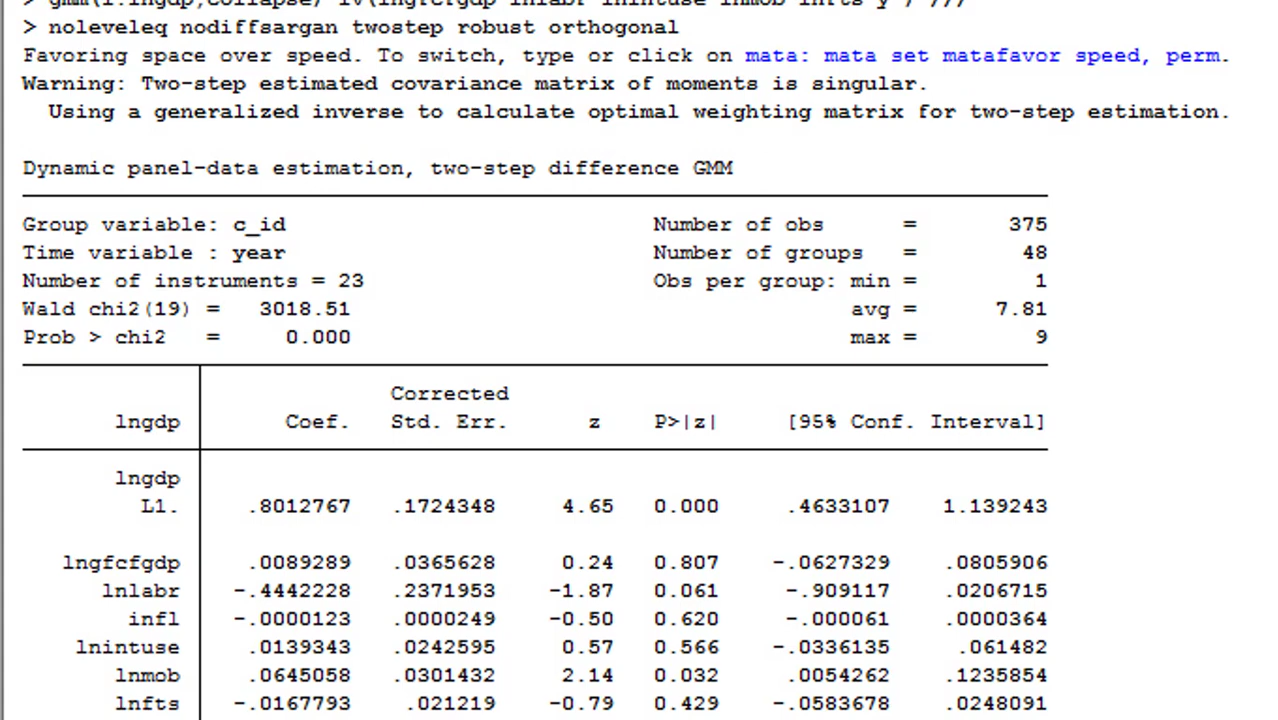 > noleveleq nodiffsargan twostep robust orthogonal
Favoring space over speed. To switch, type or click on mata: mata set matafavor speed, perm.
Warning: Two-step estimated covariance matrix of moments is singular.
Using a generalized inverse to calculate optimal weighting matrix for two-step estimation.
Dynamic panel-data estimation, two-step difference GMM
Group variable: c_id Number of obs = 375
Time variable : year Number of groups = 48
Number of instruments = 23 Obs per group: min = 1
Wald chi2(19) = 3018.51 avg = 7.81
Prob > chi2 = 0.000 max = 9
Corrected
lngdp Coef. Std. Err. z P>|z| [95% Conf. Interval]
lngdp
L1. .8012767 .1724348 4.65 0.000 .4633107 1.139243
lngfcfgdp .0089289 .0365628 0.24 0.807 -.0627329 .0805906
lnlabr -.4442228 .2371953 -1.87 0.061 -.909117 .0206715
infl -.0000123 .0000249 -0.50 0.620 -.000061 .0000364
lnintuse .0139343 .0242595 0.57 0.566 -.0336135 .061482
lnmob .0645058 .0301432 2.14 0.032 .0054262 .1235854
lnfts -.0167793 .021219 -0.79 0.429 -.0583678 .0248091